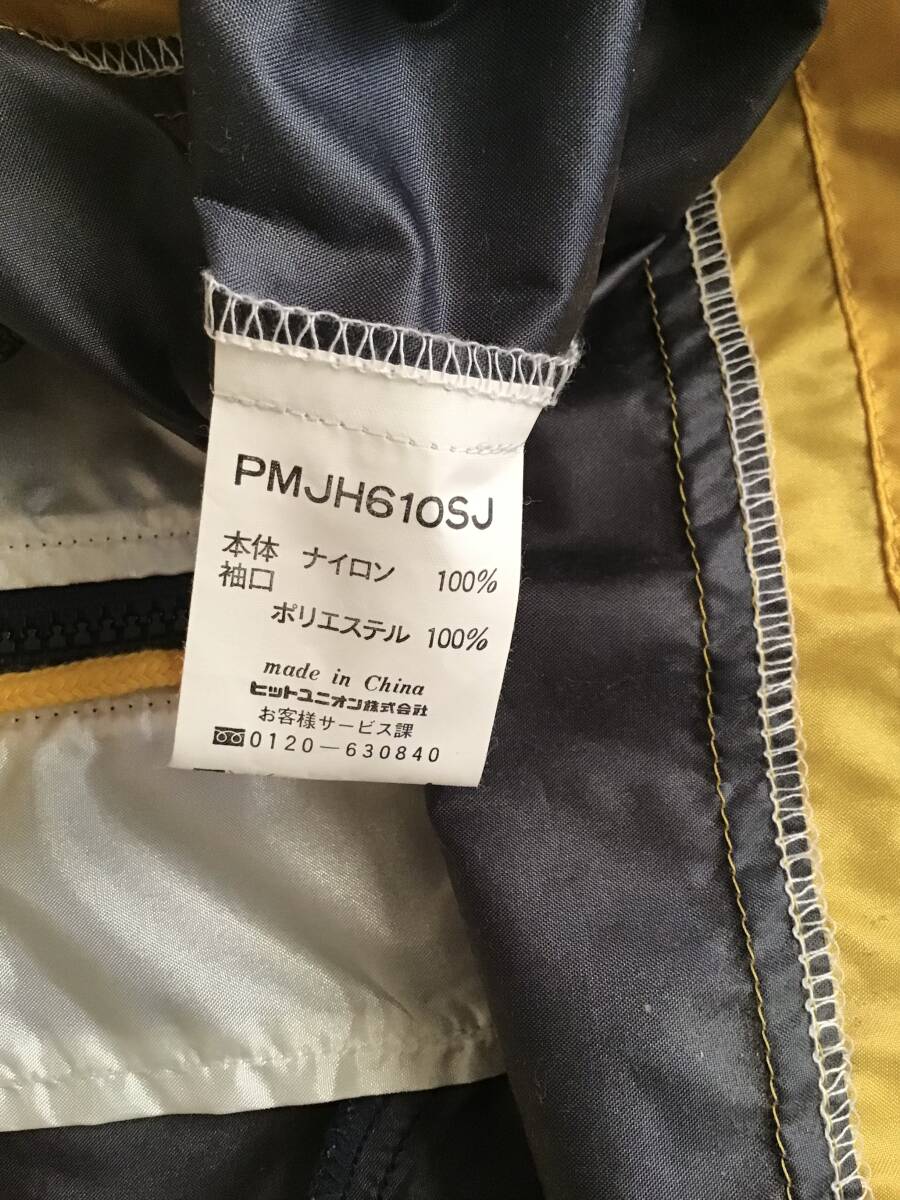 PMJH610SJ
本体 ナイロン 100%
袖口
ポリエステル 100%
made in China
ヒットユニオン株式会社
お客様サービス課
0120-630840